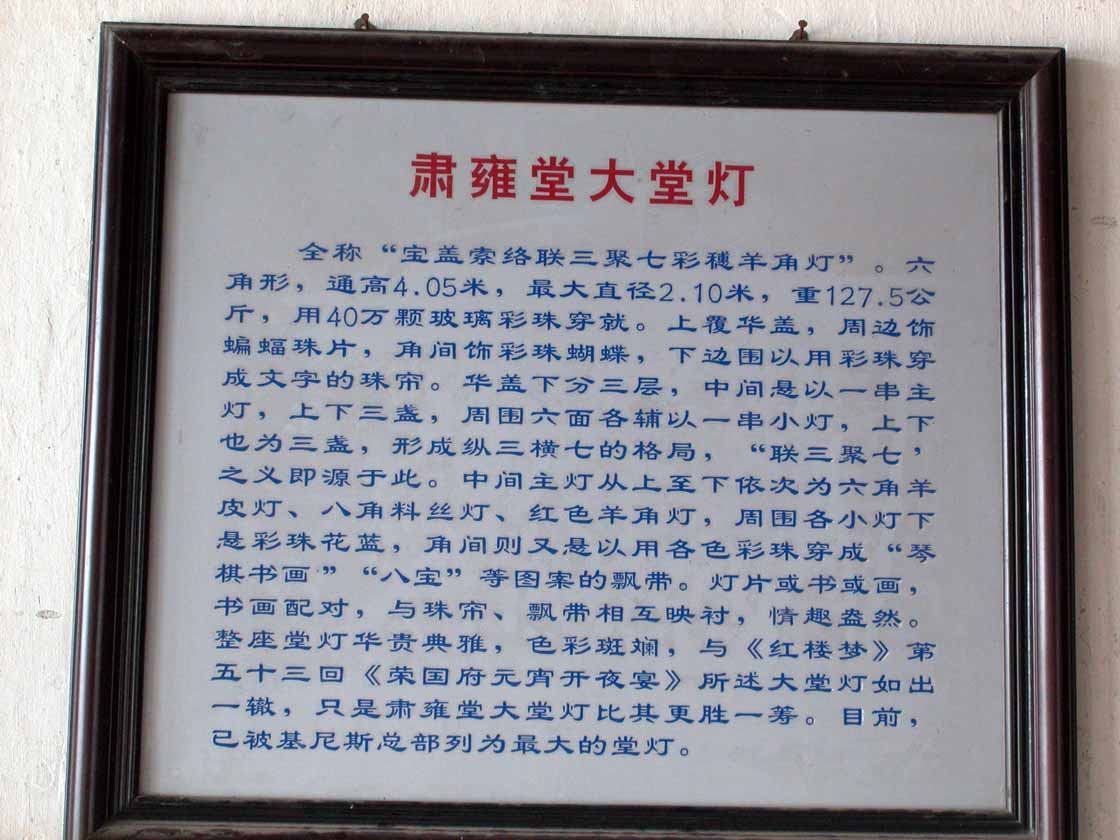 肃雍堂大堂灯
全称“宝盖索络联三聚七彩穗羊角灯”。六
角形，通高4.05米，最大直径2.10米，重127.5公
斤，用40万颗玻璃彩珠穿就。上覆华盖，周边饰
蝙蝠珠片，角间饰彩珠蝴蝶，下边围以用彩珠穿
成文字的珠帘。华盖下分三层，中间悬以一串主
灯，上下三盏，周围六面各辅以一串小灯，上下
也为三盏，形成纵三横七的格局，“联三聚七’
之义即源于此。中间主灯从上至下依次为六角羊
皮灯、八角料丝灯、红色羊角灯，周围各小灯下
悬彩珠花蓝，角间则又悬以用各色彩珠穿成“琴
棋书画”“八宝”等图案的飘带。灯片或书或画，
书画配对，与珠帘、飘带相互映衬，情趣盎然。
整座堂灯华贵典雅，色彩斑斓，与《红楼梦》第
五十三回《荣国府元宵开夜宴》所述大堂灯如出
一辙，只是肃雍堂大堂灯比其更胜一筹。目前，
已被基尼斯总部列为最大的堂灯。